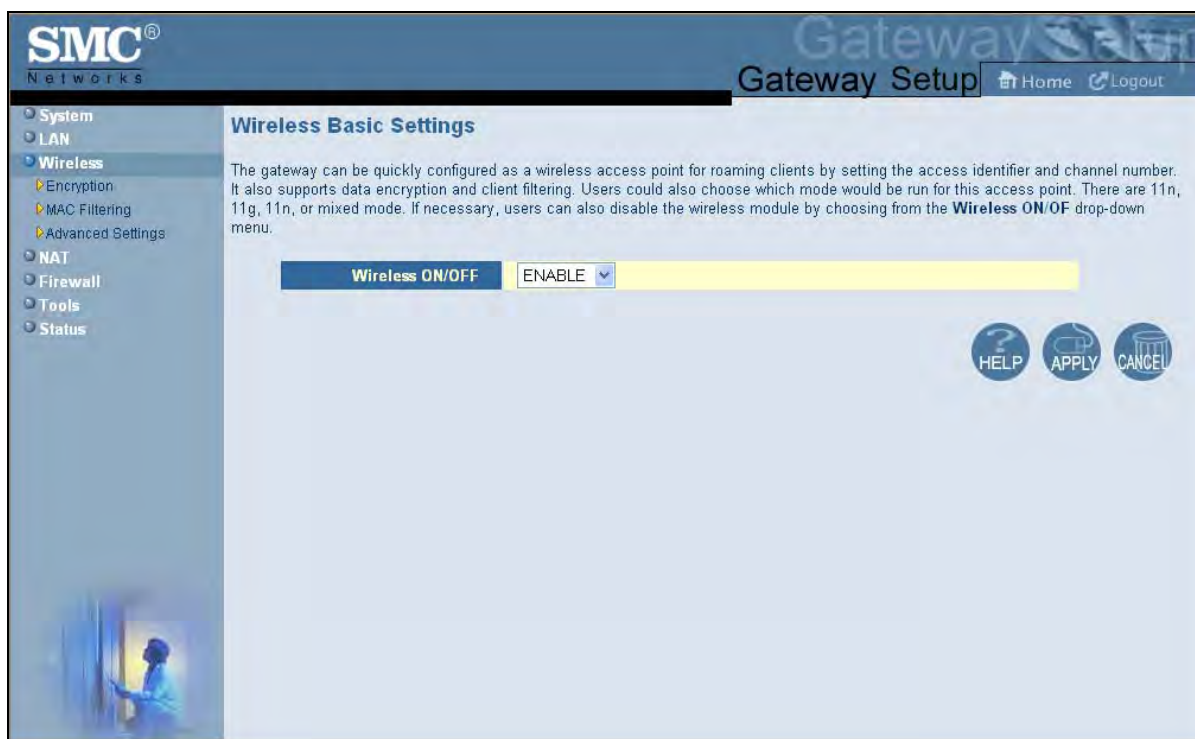 SMC®
Networks
Gateway Setup
Gateway Setup
Home
Logout
System
LAN
Wireless
Encryption
MAC Filtering
Advanced Settings
NAT
Firewall
Tools
Status
Wireless Basic Settings
The gateway can be quickly configured as a wireless access point for roaming clients by setting the access identifier and channel number.
It also supports data encryption and client filtering. Users could also choose which mode would be run for this access point. There are 11n,
11g, 11n, or mixed mode. If necessary, users can also disable the wireless module by choosing from the Wireless ON/OF drop-down
menu.
Wireless ON/OFF
ENABLE
HELP
APPLY
CANCEL